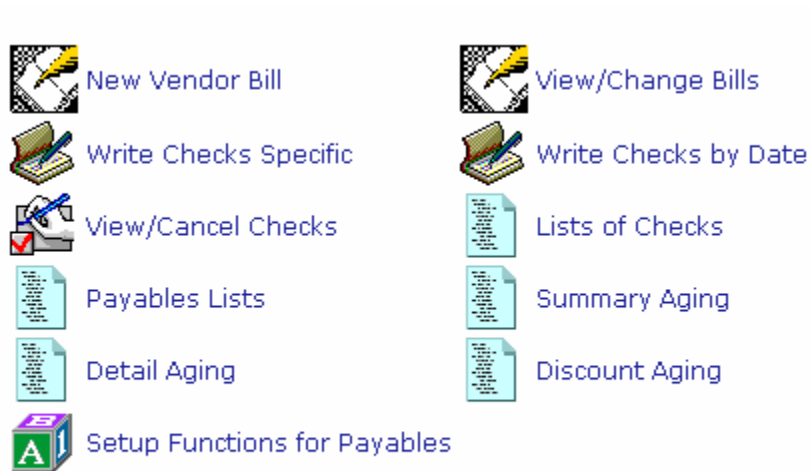 New Vendor Bill
View/Change Bills
Write Checks Specific
Write Checks by Date
View/Cancel Checks
Lists of Checks
Payables Lists
Summary Aging
Detail Aging
Discount Aging
Setup Functions for Payables